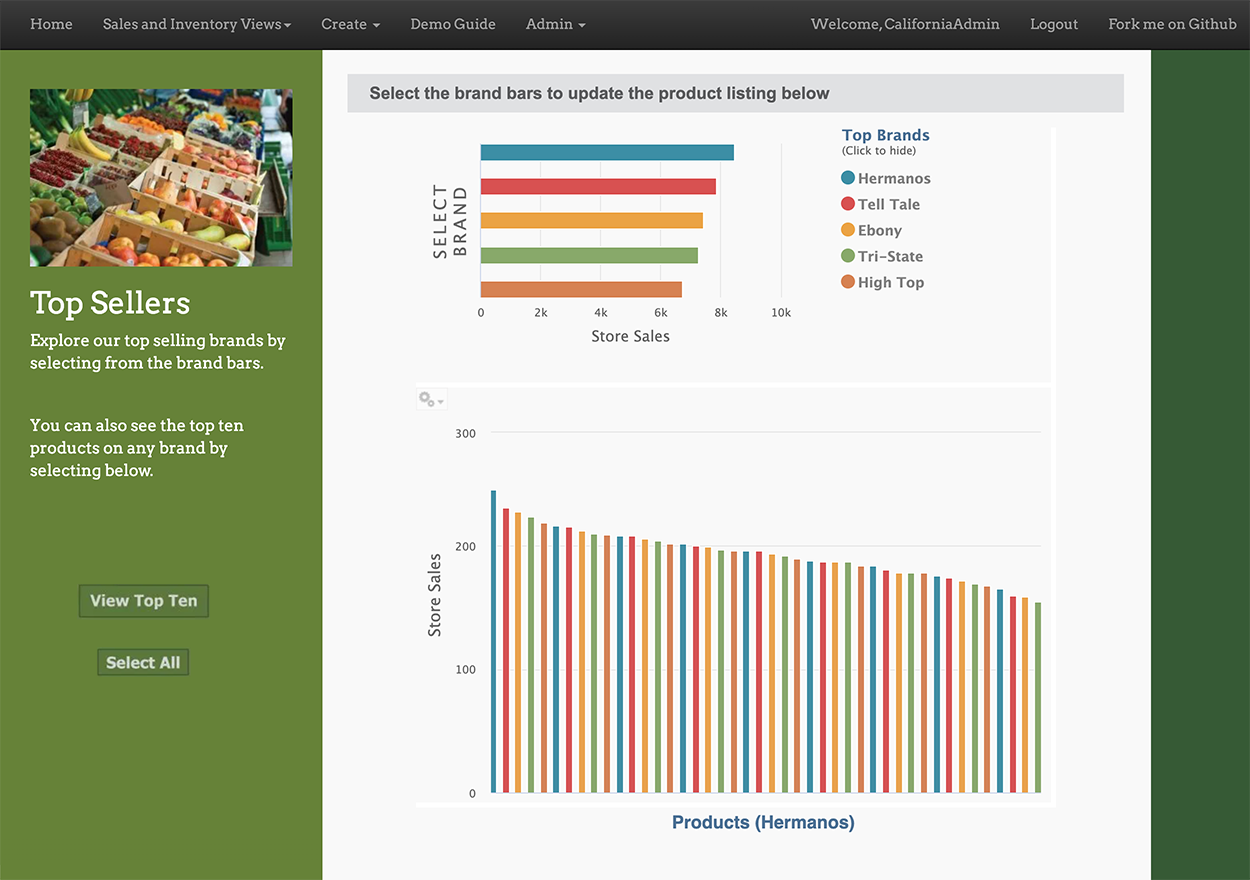 Home Sales and Inventory Views Create Demo Guide Admin Welcome, CaliforniaAdmin Logout Fork me on Github
Top Sellers
Explore our top selling brands by
selecting from the brand bars.
You can also see the top ten
products on any brand by
selecting below.
View Top Ten
Select All
Select the brand bars to update the product listing below
SELECT
BRAND
0 2k 4k 6k 8k 10k
Store Sales
Top Brands
(Click to hide)
Hermanos
Tell Tale
Ebony
Tri-State
High Top
300
200
100
0
Store Sales
Products (Hermanos)